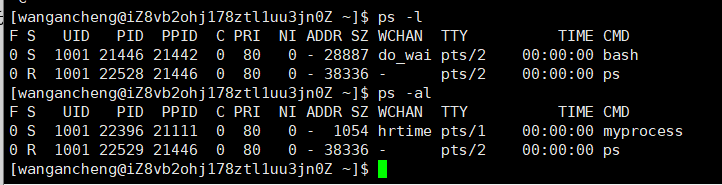 [wangancheng@iZ8vb2ohj178ztl1uu3jn0Z ~]$ ps -l
F S   UID   PID  PPID  C PRI  NI ADDR SZ WCHAN  TTY          TIME CMD
0 S  1001 21446 21442  0  80   0 - 28887 do_wai pts/2    00:00:00 bash
0 R  1001 22528 21446  0  80   0 - 38336 -      pts/2    00:00:00 ps
[wangancheng@iZ8vb2ohj178ztl1uu3jn0Z ~]$ ps -al
F S   UID   PID  PPID  C PRI  NI ADDR SZ WCHAN  TTY          TIME CMD
0 S  1001 22396 21111  0  80   0 -  1054 hrtime pts/1    00:00:00 myprocess
0 R  1001 22529 21446  0  80   0 - 38336 -      pts/2    00:00:00 ps
[wangancheng@iZ8vb2ohj178ztl1uu3jn0Z ~]$